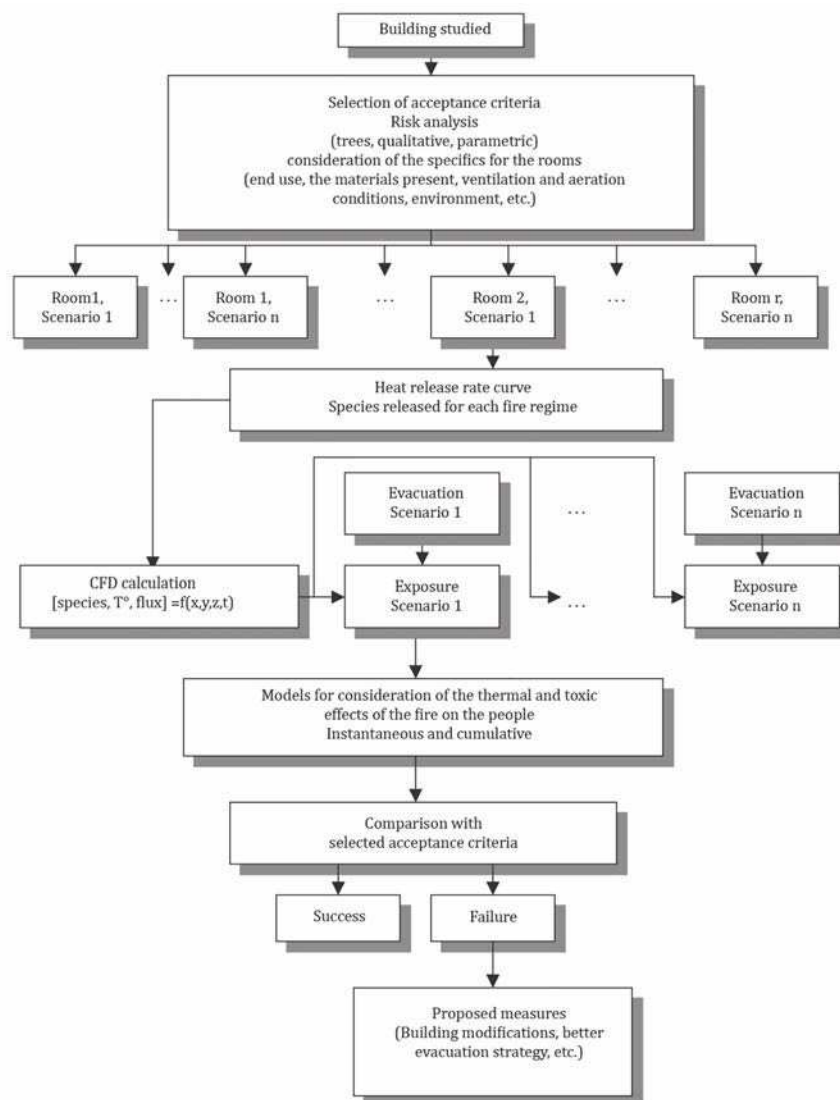 Building studied
Selection of acceptance criteria
Risk analysis
(trees, qualitative, parametric)
consideration of the specifics for the rooms
(end use, the materials present, ventilation and aeration
conditions, environment, etc.)
Room1,
Scenario 1
...
Room 1,
Scenario n
...
Room 2,
Scenario 1
...
Room r,
Scenario n
Heat release rate curve
Species released for each fire regime
Evacuation
Scenario 1
...
Evacuation
Scenario n
CFD calculation
[species, T°, flux] =f(x,y,z,t)
Exposure
Scenario 1
...
Exposure
Scenario n
Models for consideration of the thermal and toxic
effects of the fire on the people
Instantaneous and cumulative
Comparison with
selected acceptance criteria
Success
Failure
Proposed measures
(Building modifications, better
evacuation strategy, etc.)